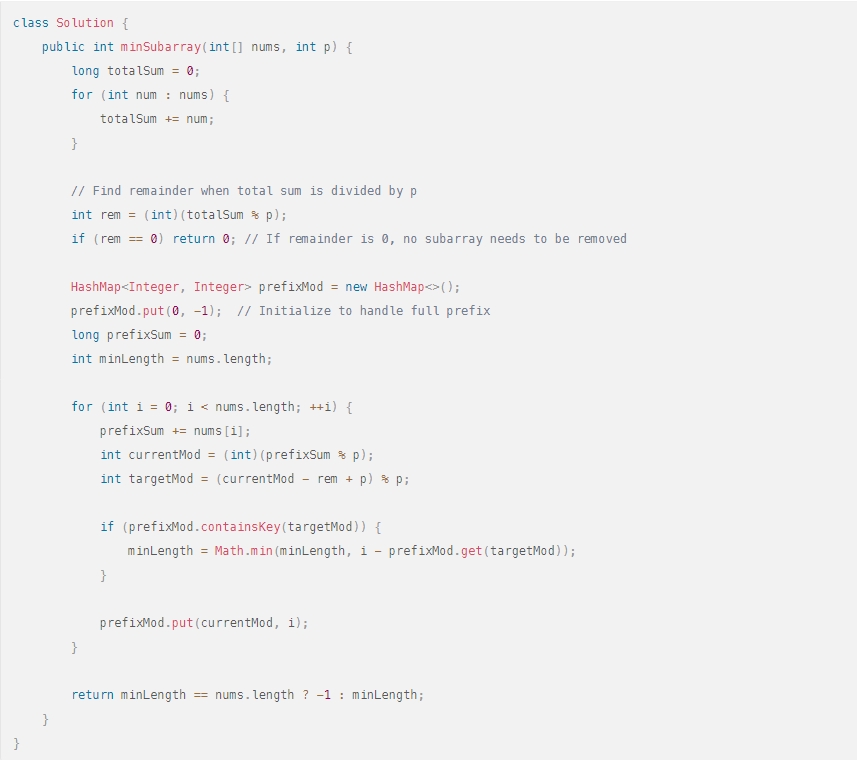 class Solution {
    public int minSubarray(int[] nums, int p) {
        long totalSum = 0;
        for (int num : nums) {
            totalSum += num;
        }

        // Find remainder when total sum is divided by p
        int rem = (int)(totalSum % p);
        if (rem == 0) return 0; // If remainder is 0, no subarray needs to be removed

        HashMap<Integer, Integer> prefixMod = new HashMap<>();
        prefixMod.put(0, -1);  // Initialize to handle full prefix
        long prefixSum = 0;
        int minLength = nums.length;

        for (int i = 0; i < nums.length; ++i) {
            prefixSum += nums[i];
            int currentMod = (int)(prefixSum % p);
            int targetMod = (currentMod - rem + p) % p;

            if (prefixMod.containsKey(targetMod)) {
                minLength = Math.min(minLength, i - prefixMod.get(targetMod));
            }

            prefixMod.put(currentMod, i);
        }

        return minLength == nums.length ? -1 : minLength;
    }
}